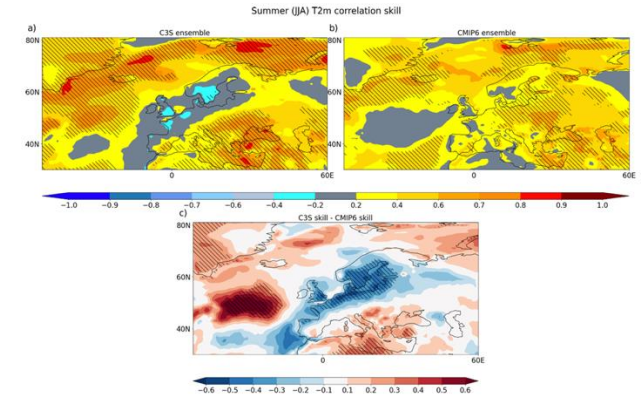 Summer (JJA) T2m correlation skill
a) C3S ensemble
b) CMIP6 ensemble
80N 80N
60N 60N
40N 40N
0 60E 0 60E
−1.0 −0.9 −0.8 −0.7 −0.6 −0.4 −0.2 0.2 0.4 0.6 0.7 0.8 0.9 1.0
c) C3S skill - CMIP6 skill
80N
60N
40N
0 60E
−0.6 −0.5 −0.4 −0.3 −0.2 −0.1 0.1 0.2 0.3 0.4 0.5 0.6